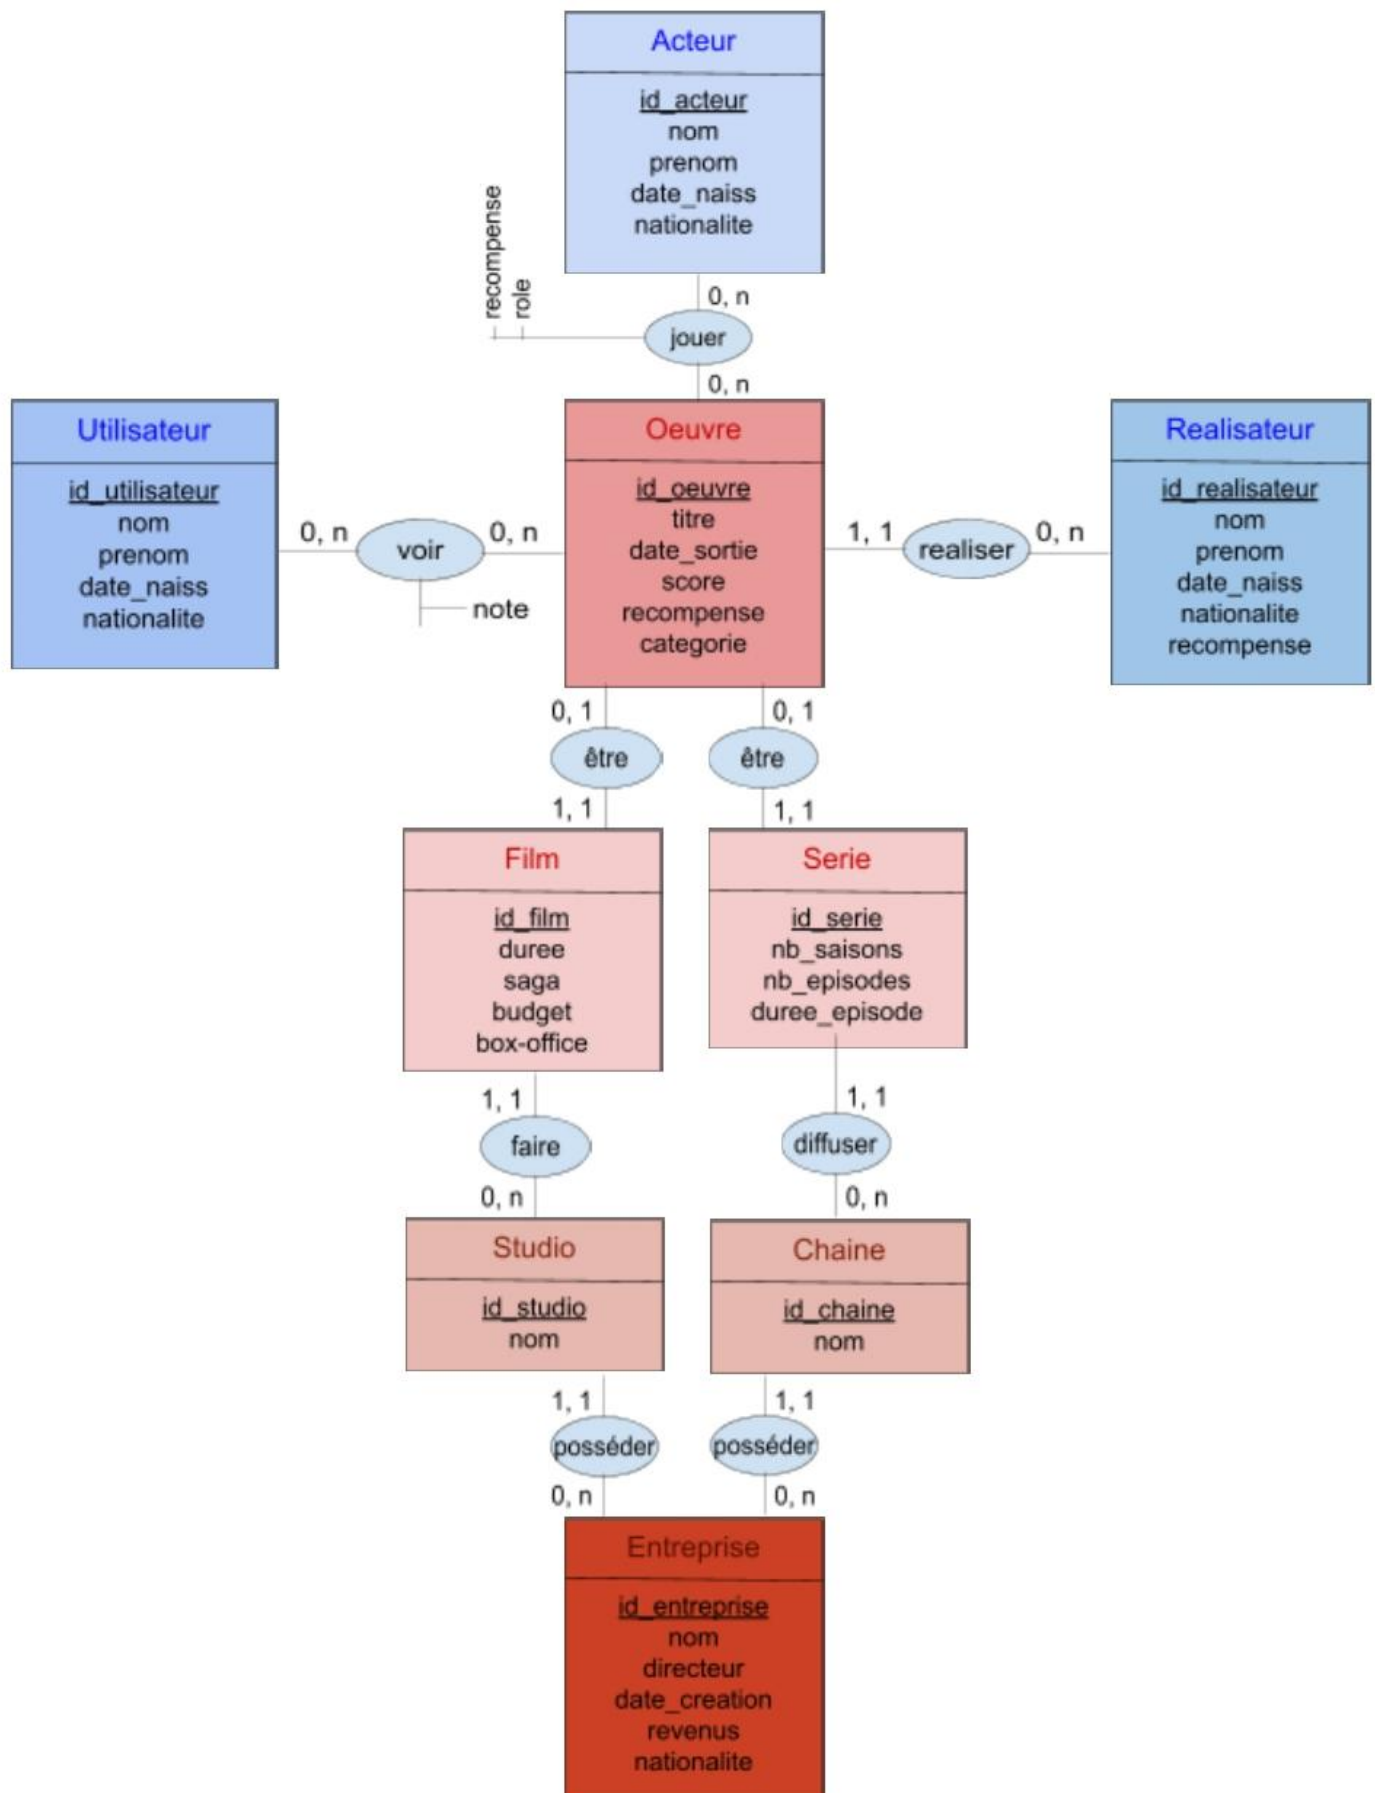 Acteur
id_acteur
nom
prenom
date_naiss
nationalite
recompense
role
0, n
jouer
0, n
Utilisateur
id_utilisateur
nom
prenom
date_naiss
nationalite
0, n
voir
0, n
note
Oeuvre
id_oeuvre
titre
date_sortie
score
recompense
categorie
1, 1
realiser
0, n
Realisateur
id_realisateur
nom
prenom
date_naiss
nationalite
recompense
0, 1
être
1, 1
0, 1
être
1, 1
Film
id_film
duree
saga
budget
box-office
Serie
id_serie
nb_saisons
nb_episodes
duree_episode
1, 1
faire
0, n
1, 1
diffuser
0, n
Studio
id_studio
nom
Chaine
id_chaine
nom
1, 1
posséder
0, n
1, 1
posséder
0, n
Entreprise
id_entreprise
nom
directeur
date_creation
revenus
nationalite